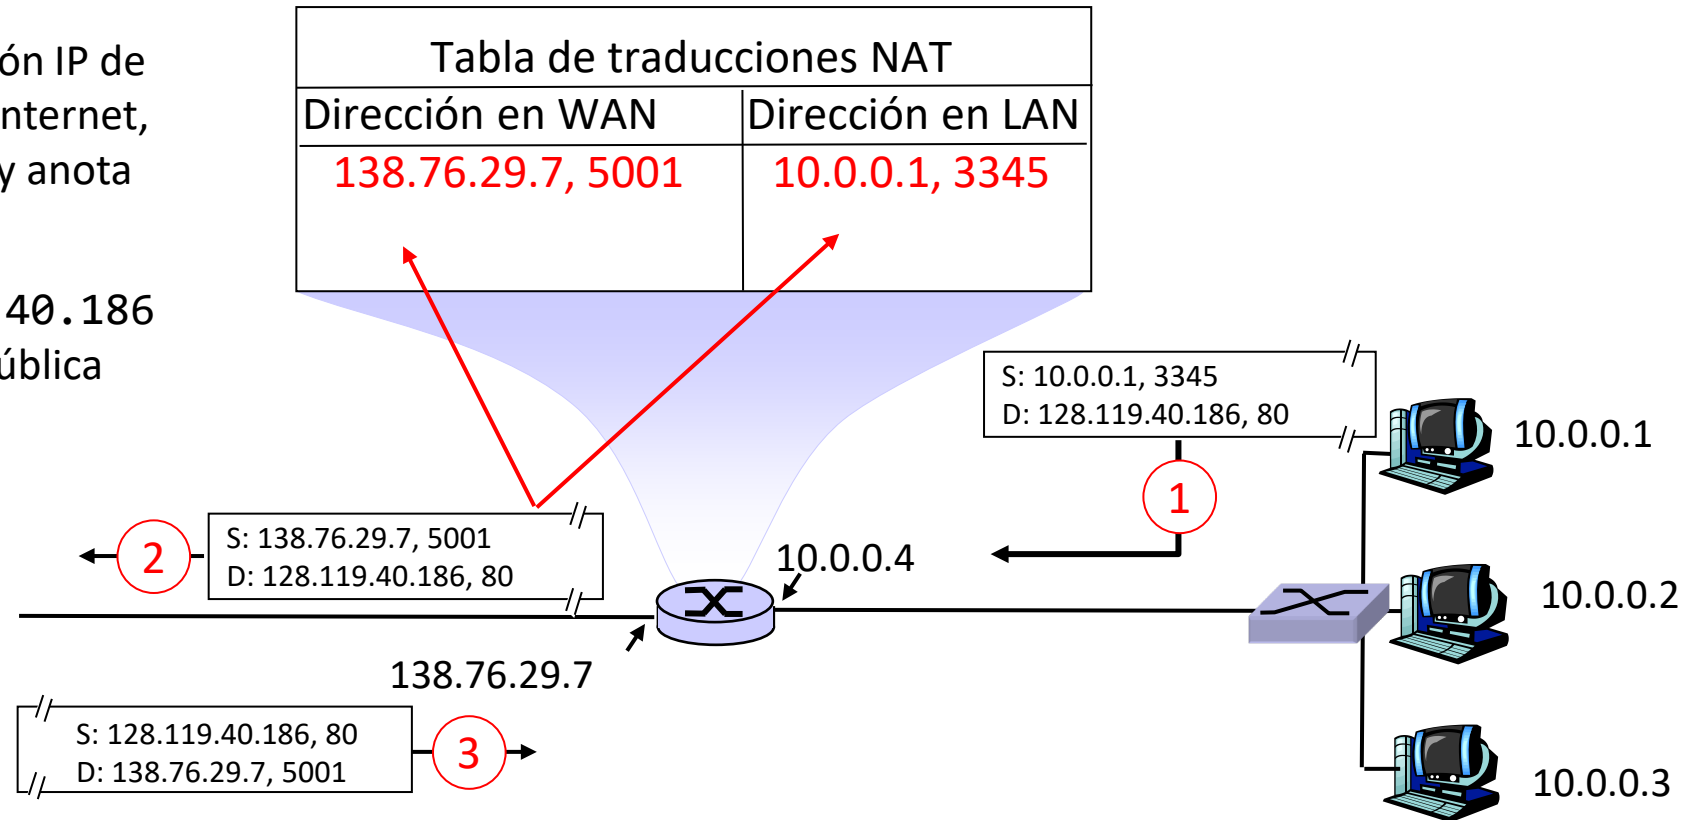 ón IP de
nternet,
y anota
40.186
ública
Tabla de traducciones NAT
Dirección en WAN Dirección en LAN
138.76.29.7, 5001 10.0.0.1, 3345
S: 10.0.0.1, 3345
D: 128.119.40.186, 80
1
10.0.0.1
2
S: 138.76.29.7, 5001
D: 128.119.40.186, 80
10.0.0.4
10.0.0.2
138.76.29.7
S: 128.119.40.186, 80
D: 138.76.29.7, 5001
3
10.0.0.3